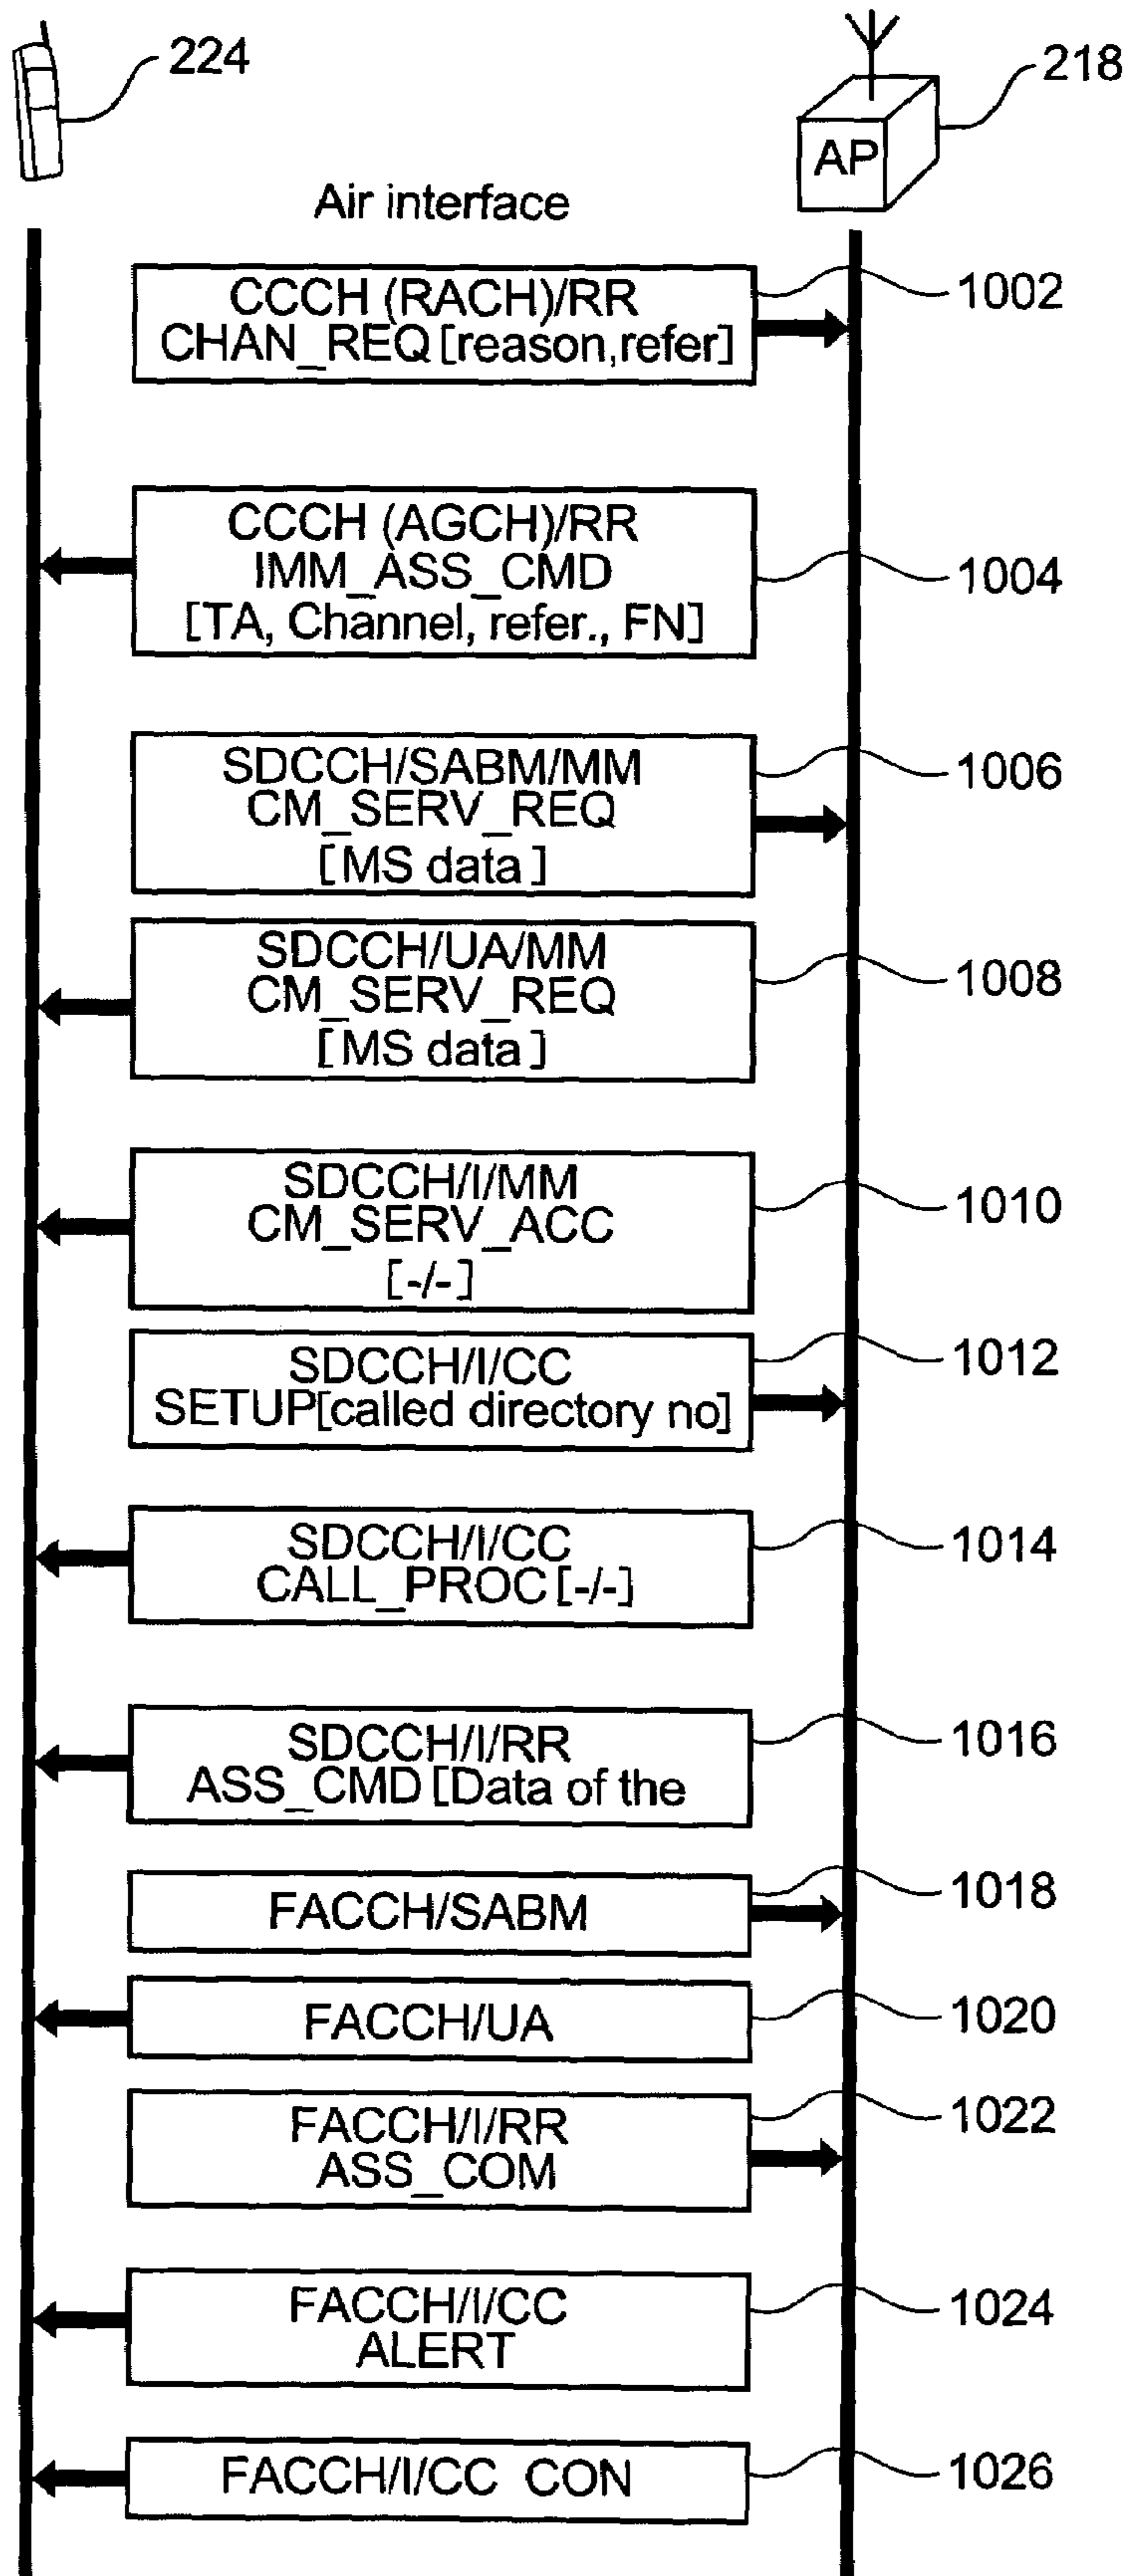 224
218
AP
Air interface
CCCH (RACH)/RR
CHAN_REQ [reason,refer]
1002
CCCH (AGCH)/RR
IMM_ASS_CMD
[TA, Channel, refer., FN]
1004
SDCCH/SABM/MM
CM_SERV_REQ
[MS data]
1006
SDCCH/UA/MM
CM_SERV_REQ
[MS data]
1008
SDCCH/I/MM
CM_SERV_ACC
[-/-]
1010
SDCCH/I/CC
SETUP[called directory no]
1012
SDCCH/I/CC
CALL_PROC [-/-]
1014
SDCCH/I/RR
ASS_CMD [Data of the
1016
FACCH/SABM
1018
FACCH/UA
1020
FACCH/I/RR
ASS_COM
1022
FACCH/I/CC
ALERT
1024
FACCH/I/CC CON
1026